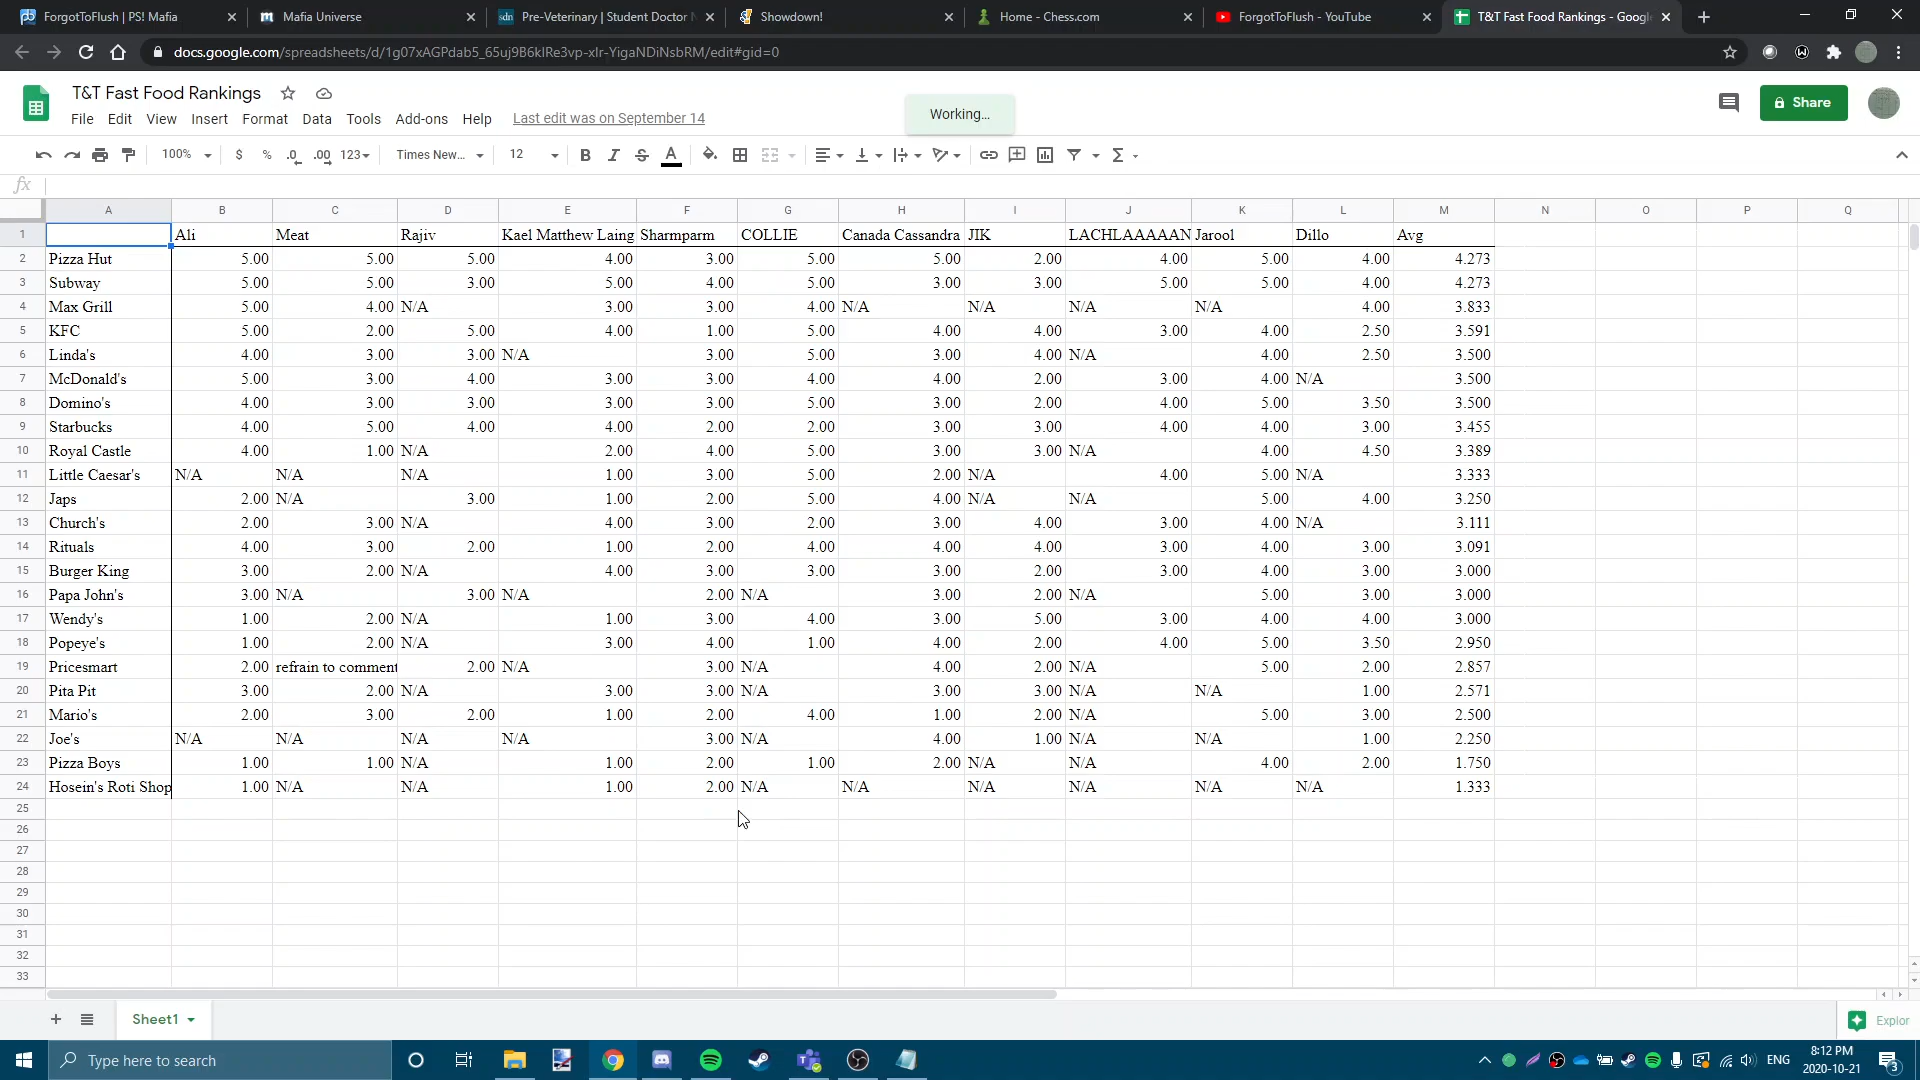 ForgotToFlush | PS! Mafia
Mafia Universe
Pre-Veterinary | Student Doctor N
Showdown!
Home - Chess.com
ForgotToFlush - YouTube
T&T Fast Food Rankings - Googl
docs.google.com/spreadsheets/d/1g07xAGPdab5_65uj9B6klRe3vp-xlr-YigaNDiNsbRM/edit#gid=0
T&T Fast Food Rankings
Working...
Share
File Edit View Insert Format Data Tools Add-ons Help Last edit was on September 14
100% $ % .0 .00 123 Times New... 12 B I S A Σ
fx
A B C D E F G H I J K L M N O P Q
1 Ali Meat Rajiv Kael Matthew Laing Sharmparm COLLIE Canada Cassandra JIK LACHLAAAAAN Jarool Dillo Avg
2 Pizza Hut 5.00 5.00 5.00 4.00 3.00 5.00 5.00 2.00 4.00 5.00 4.00 4.273
3 Subway 5.00 5.00 3.00 5.00 4.00 5.00 3.00 3.00 5.00 5.00 4.00 4.273
4 Max Grill 5.00 4.00 N/A 3.00 3.00 4.00 N/A N/A N/A N/A 4.00 3.833
5 KFC 5.00 2.00 5.00 4.00 1.00 5.00 4.00 4.00 3.00 4.00 2.50 3.591
6 Linda's 4.00 3.00 3.00 N/A 3.00 5.00 3.00 4.00 N/A 4.00 2.50 3.500
7 McDonald's 5.00 3.00 4.00 3.00 3.00 4.00 4.00 2.00 3.00 4.00 N/A 3.500
8 Domino's 4.00 3.00 3.00 3.00 3.00 5.00 3.00 2.00 4.00 5.00 3.50 3.500
9 Starbucks 4.00 5.00 4.00 4.00 2.00 2.00 3.00 3.00 4.00 4.00 3.00 3.455
10 Royal Castle 4.00 1.00 N/A 2.00 4.00 5.00 3.00 3.00 N/A 4.00 4.50 3.389
11 Little Caesar's N/A N/A N/A 1.00 3.00 5.00 2.00 N/A 4.00 5.00 N/A 3.333
12 Japs 2.00 N/A 3.00 1.00 2.00 5.00 4.00 N/A N/A 5.00 4.00 3.250
13 Church's 2.00 3.00 N/A 4.00 3.00 2.00 3.00 4.00 3.00 4.00 N/A 3.111
14 Rituals 4.00 3.00 2.00 1.00 2.00 4.00 4.00 4.00 3.00 4.00 3.00 3.091
15 Burger King 3.00 2.00 N/A 4.00 3.00 3.00 3.00 2.00 3.00 4.00 3.00 3.000
16 Papa John's 3.00 N/A 3.00 N/A 2.00 N/A 3.00 2.00 N/A 5.00 3.00 3.000
17 Wendy's 1.00 2.00 N/A 1.00 3.00 4.00 3.00 5.00 3.00 4.00 4.00 3.000
18 Popeye's 1.00 2.00 N/A 3.00 4.00 1.00 4.00 2.00 4.00 5.00 3.50 2.950
19 Pricesmart 2.00 refrain to comment 2.00 N/A 3.00 N/A 4.00 2.00 N/A 5.00 2.00 2.857
20 Pita Pit 3.00 2.00 N/A 3.00 3.00 N/A 3.00 3.00 N/A N/A 1.00 2.571
21 Mario's 2.00 3.00 2.00 1.00 2.00 4.00 1.00 2.00 N/A 5.00 3.00 2.500
22 Joe's N/A N/A N/A N/A 3.00 N/A 4.00 1.00 N/A N/A 1.00 2.250
23 Pizza Boys 1.00 1.00 N/A 1.00 2.00 1.00 2.00 N/A N/A 4.00 2.00 1.750
24 Hosein's Roti Shop 1.00 N/A N/A 1.00 2.00 N/A N/A N/A N/A N/A N/A 1.333
25
26
27
28
29
30
31
32
33
Sheet1
Explor
Type here to search
ENG
8:12 PM
2020-10-21
3